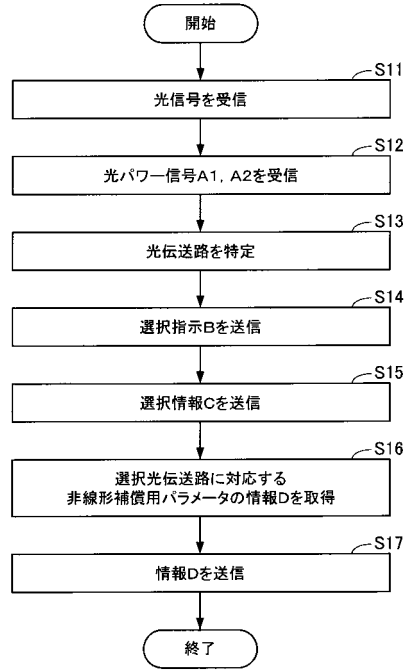 開始
S11
光信号を受信
S12
光パワー信号A1，A2を受信
S13
光伝送路を特定
S14
選択指示Bを送信
S15
選択情報Cを送信
S16
選択光伝送路に対応する
非線形補償用パラメータの情報Dを取得
S17
情報Dを送信
終了